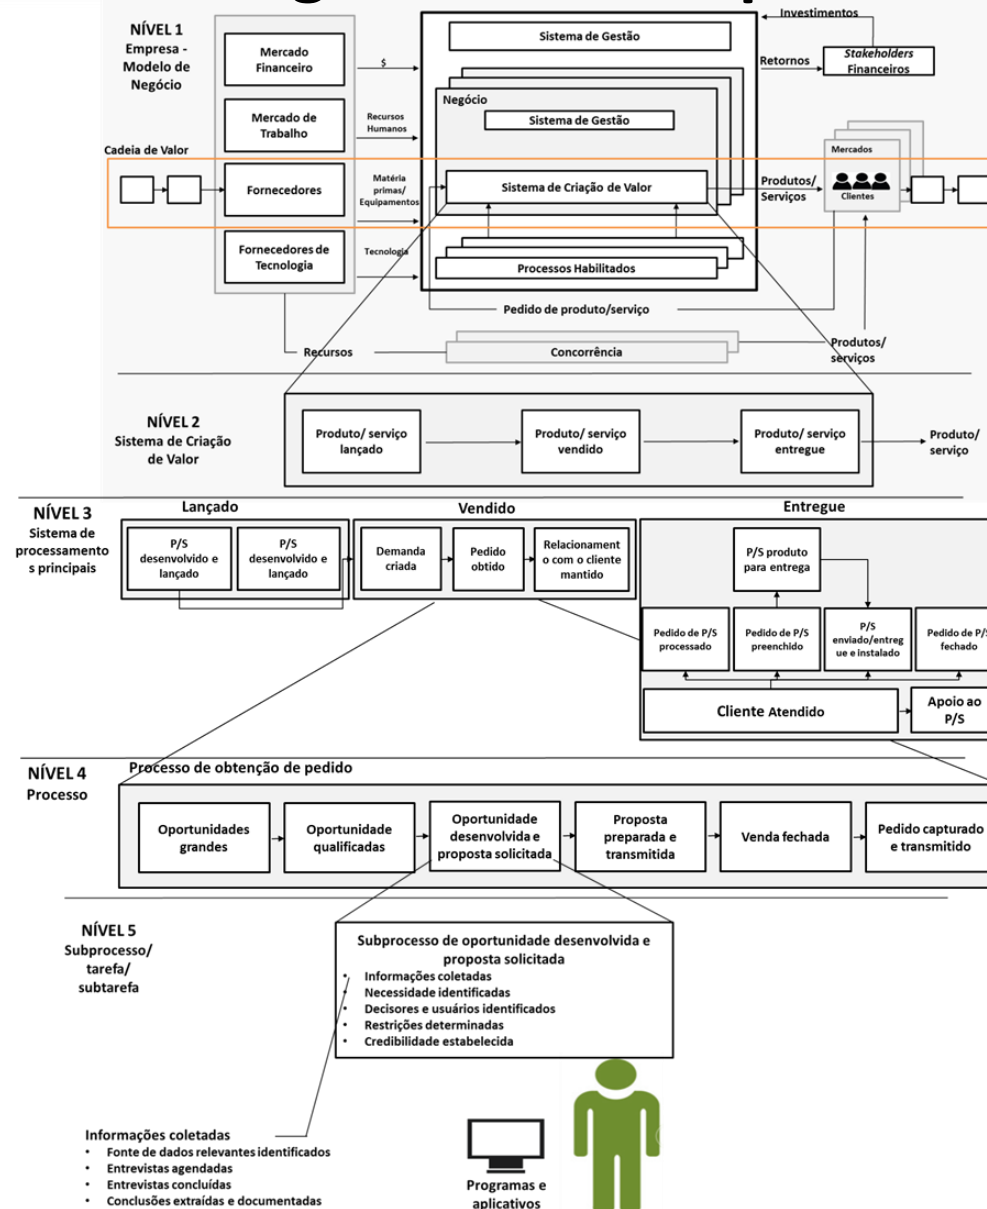 NÍVEL 1
Empresa -
Modelo de
Negócio
Mercado
Financeiro
Mercado de
Trabalho
Fornecedores
Fornecedores de
Tecnologia
Cadeia de Valor
$
Recursos
Humanos
Matéria
primas/
Equipamentos
Tecnologia
Sistema de Gestão
Negócio
Sistema de Gestão
Sistema de Criação de Valor
Processos Habilitados
Investimentos
Retornos
Stakeholders
Financeiros
Mercados
Clientes
Produtos/
Serviços
Pedido de produto/serviço
Recursos
Concorrência
Produtos/
serviços
NÍVEL 2
Sistema de Criação
de Valor
Produto/ serviço
lançado
Produto/ serviço
vendido
Produto/ serviço
entregue
Produto/
serviço
NÍVEL 3
Sistema de
processamento
s principais
Lançado
P/S
desenvolvido e
lançado
P/S
desenvolvido e
lançado
Vendido
Demanda
criada
Pedido
obtido
Relacionament
o com o cliente
mantido
Entregue
P/S produto
para entrega
Pedido de P/S
processado
Pedido de P/S
preenchido
P/S
enviado/entreg
ue e instalado
Pedido de P/S
fechado
Cliente Atendido
Apoio ao
P/S
NÍVEL 4
Processo
Processo de obtenção de pedido
Oportunidades
grandes
Oportunidade
qualificadas
Oportunidade
desenvolvida e
proposta solicitada
Proposta
preparada e
transmitida
Venda fechada
Pedido capturado
e transmitido
NÍVEL 5
Subprocesso/
tarefa/
subtarefa
Subprocesso de oportunidade desenvolvida e
proposta solicitada
• Informações coletadas
• Necessidade identificadas
• Decisores e usuários identificados
• Restrições determinadas
• Credibilidade estabelecida
Informações coletadas
• Fonte de dados relevantes identificados
• Entrevistas agendadas
• Entrevistas concluídas
• Conclusões extraídas e documentadas
Programas e
aplicativos